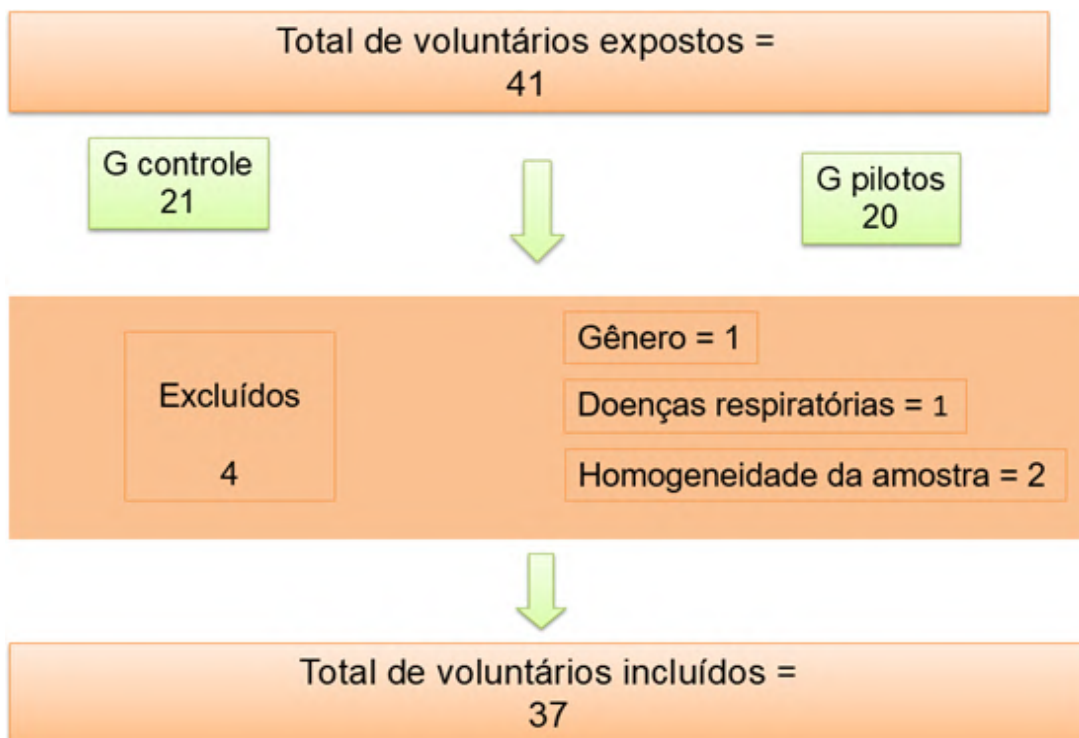 Total de voluntários expostos =
41
G controle
21
G pilotos
20
Excluídos
4
Gênero = 1
Doenças respiratórias = 1
Homogeneidade da amostra = 2
Total de voluntários incluídos =
37